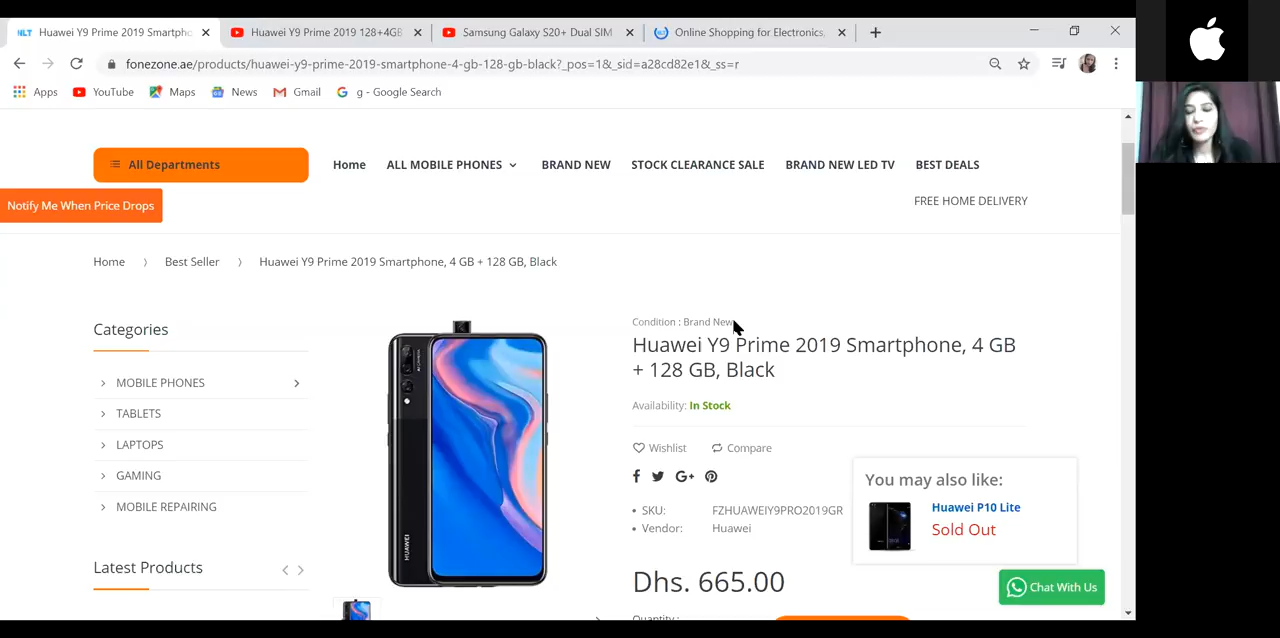 NLT Huawei Y9 Prime 2019 Smartpho
Huawei Y9 Prime 2019 128+4GB
Samsung Galaxy S20+ Dual SIM
Online Shopping for Electronics,
fonezone.ae/products/huawei-y9-prime-2019-smartphone-4-gb-128-gb-black?_pos=1&_sid=a28cd82e1&_ss=r
Apps YouTube Maps News Gmail g - Google Search
All Departments
Home ALL MOBILE PHONES BRAND NEW STOCK CLEARANCE SALE BRAND NEW LED TV BEST DEALS
Notify Me When Price Drops
FREE HOME DELIVERY
Home 〉 Best Seller 〉 Huawei Y9 Prime 2019 Smartphone, 4 GB + 128 GB, Black
Categories
MOBILE PHONES
TABLETS
LAPTOPS
GAMING
MOBILE REPAIRING
Latest Products
HUAWEI
Condition : Brand New
Huawei Y9 Prime 2019 Smartphone, 4 GB
+ 128 GB, Black
Availability: In Stock
Wishlist Compare
SKU: FZHUAWEIY9PRO2019GR
Vendor: Huawei
You may also like:
Huawei P10 Lite
Sold Out
Dhs. 665.00
Chat With Us
Quantity :